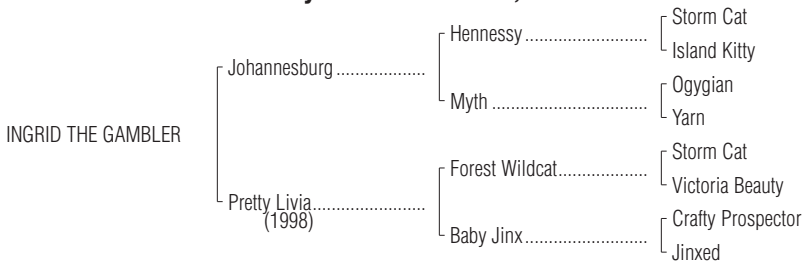 Storm Cat
Hennessy
Island Kitty
Johannesburg
Ogygian
Myth
Yarn
INGRID THE GAMBLER
Storm Cat
Forest Wildcat
Victoria Beauty
Pretty Livia
(1998)
Crafty Prospector
Baby Jinx
Jinxed